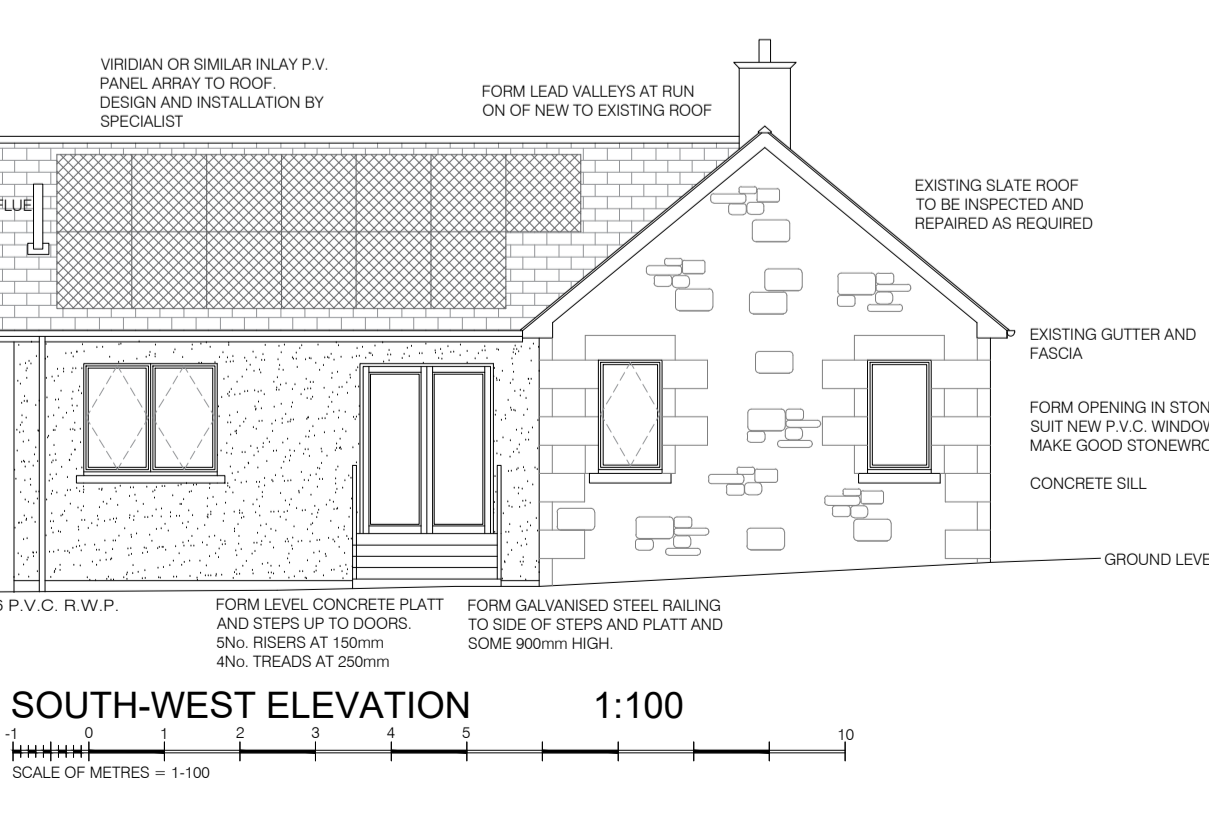 VIRIDIAN OR SIMILAR INLAY P.V.
PANEL ARRAY TO ROOF.
DESIGN AND INSTALLATION BY
SPECIALIST
FORM LEAD VALLEYS AT RUN
ON OF NEW TO EXISTING ROOF
EXISTING SLATE ROOF
TO BE INSPECTED AND
REPAIRED AS REQUIRED
FLUE
EXISTING GUTTER AND
FASCIA
FORM OPENING IN STON
SUIT NEW P.V.C. WINDOW
MAKE GOOD STONEWRO
CONCRETE SILL
GROUND LEVE
P.V.C. R.W.P.
FORM LEVEL CONCRETE PLATT
AND STEPS UP TO DOORS.
5No. RISERS AT 150mm
4No. TREADS AT 250mm
FORM GALVANISED STEEL RAILING
TO SIDE OF STEPS AND PLATT AND
SOME 900mm HIGH.
SOUTH-WEST ELEVATION 1:100
-1 0 1 2 3 4 5 10
SCALE OF METRES = 1-100